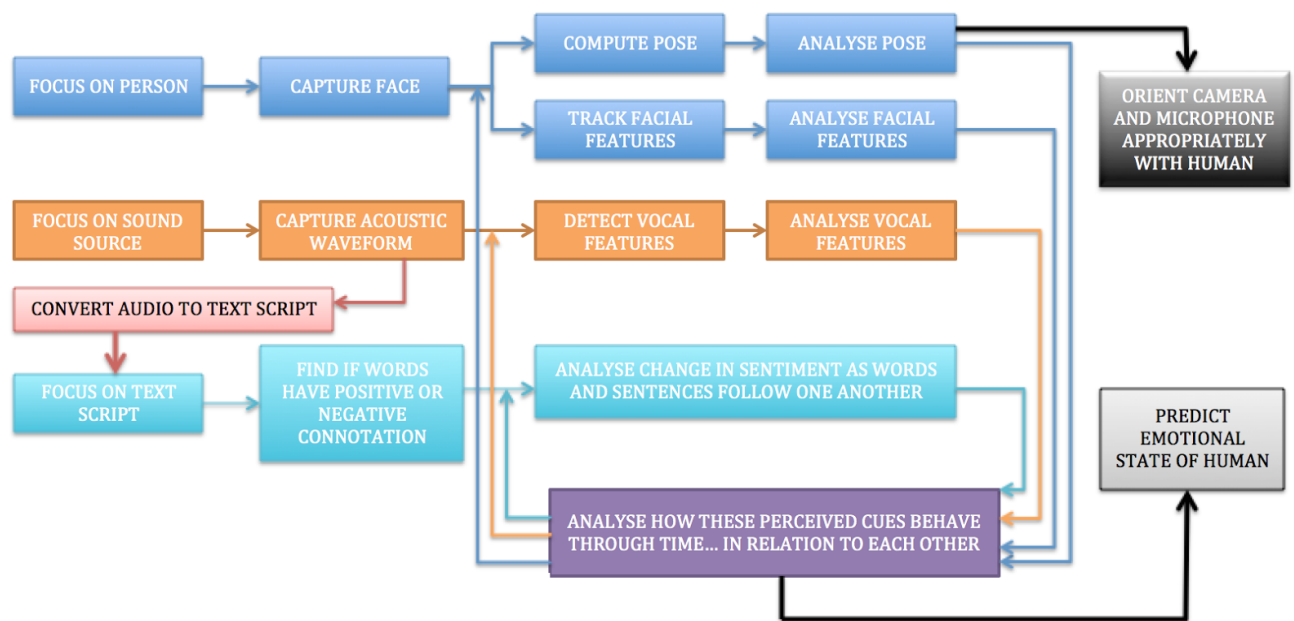 COMPUTE POSE
ANALYSE POSE
FOCUS ON PERSON
CAPTURE FACE
ORIENT CAMERA
AND MICROPHONE
APPROPRIATELY
WITH HUMAN
TRACK FACIAL
FEATURES
ANALYSE FACIAL
FEATURES
FOCUS ON SOUND
SOURCE
CAPTURE ACOUSTIC
WAVEFORM
DETECT VOCAL
FEATURES
ANALYSE VOCAL
FEATURES
CONVERT AUDIO TO TEXT SCRIPT
FOCUS ON TEXT
SCRIPT
FIND IF WORDS
HAVE POSITIVE OR
NEGATIVE
CONNOTATION
ANALYSE CHANGE IN SENTIMENT AS WORDS
AND SENTENCES FOLLOW ONE ANOTHER
PREDICT
EMOTIONAL
STATE OF HUMAN
ANALYSE HOW THESE PERCEIVED CUES BEHAVE
THROUGH TIME... IN RELATION TO EACH OTHER